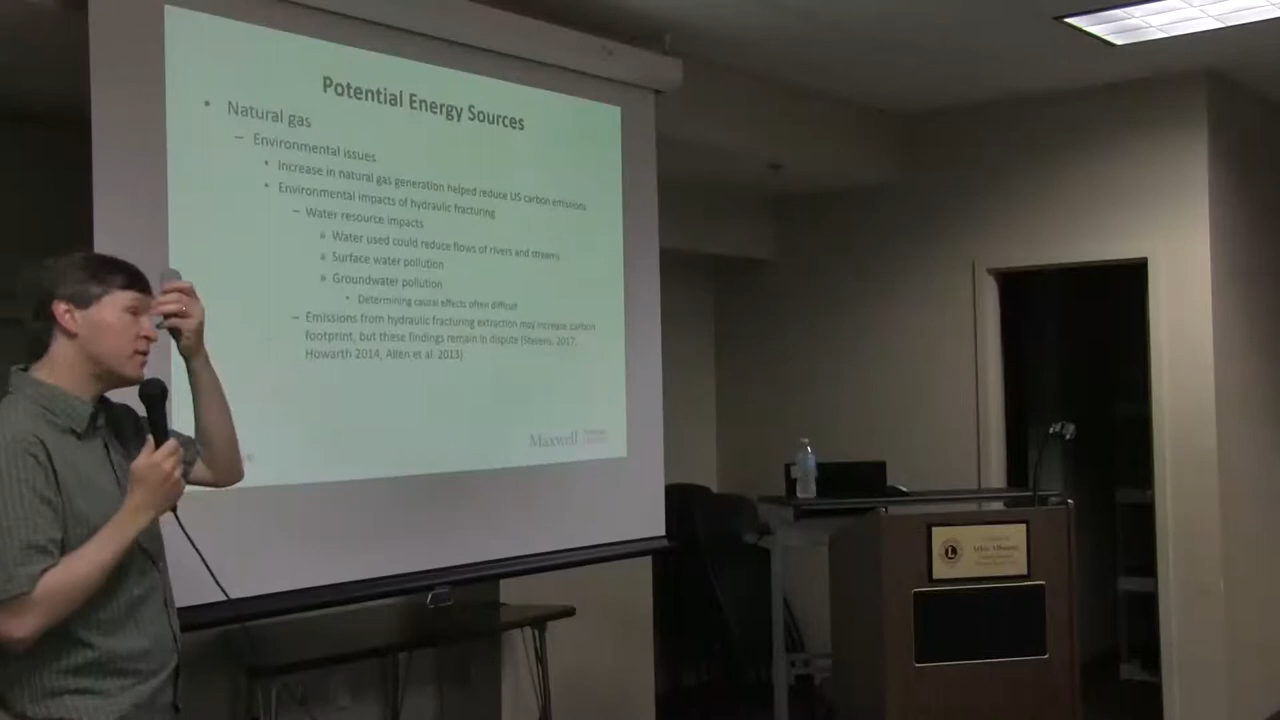 Potential Energy Sources
• Natural gas
– Environmental issues
• Increase in natural gas generation helped reduce US carbon emissions
• Environmental impacts of hydraulic fracturing
– Water resource impacts
» Water used could reduce flows of rivers and streams
» Surface water pollution
» Groundwater pollution
• Determining causal effects often difficult
– Emissions from hydraulic fracturing extraction may increase carbon
footprint, but these findings remain in dispute (Stevens, 2017,
Howarth 2014, Allen et al. 2013)
Maxwell
L